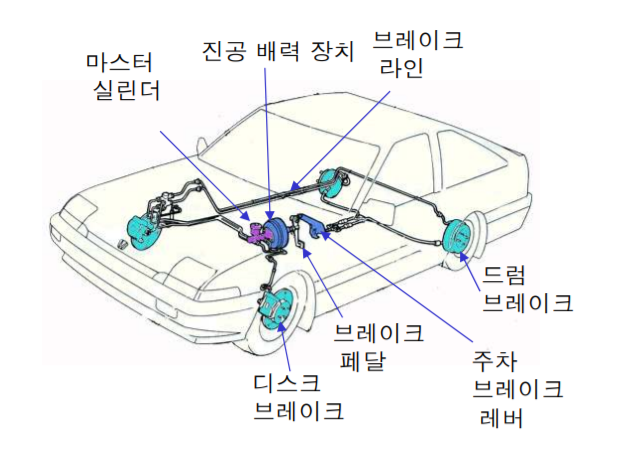 마스터
실린더
진공 배력 장치
브레이크
라인
드럼
브레이크
브레이크
페달
주차
브레이크
레버
디스크
브레이크